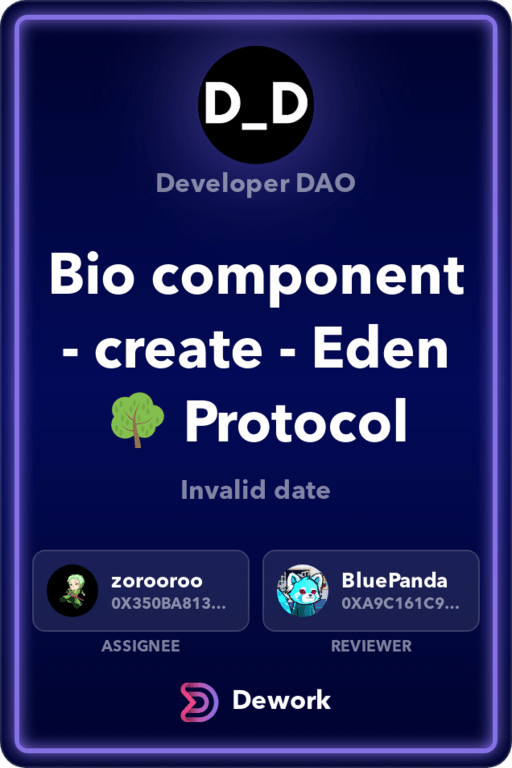 D_D
Developer DAO
Bio component
- create - Eden
🌳 Protocol
Invalid date
zorooroo
0X350BA813...
BluePanda
0XA9C161C9...
ASSIGNEE
REVIEWER
Dework